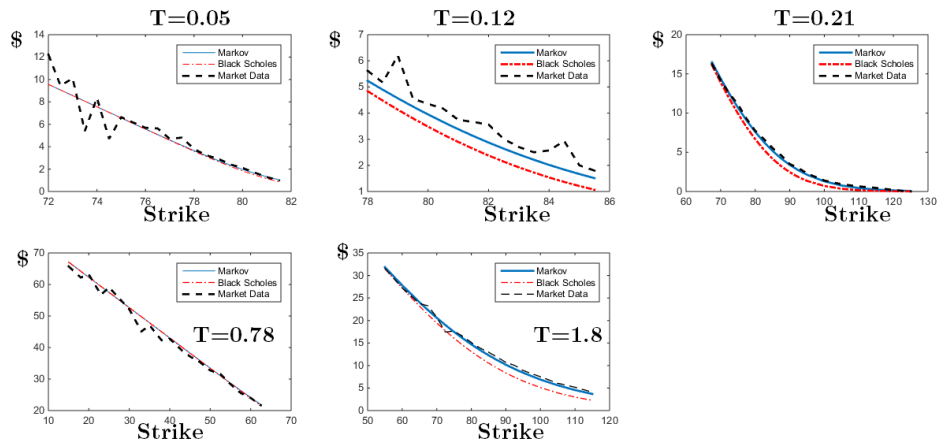 T=0.05
$
14
12
10
8
6
4
2
0
72
74
76
78
80
82
Markov
Black Scholes
Market Data
Strike
T=0.12
$
7
6
5
4
3
2
1
78
80
82
84
86
Markov
Black Scholes
Market Data
Strike
T=0.21
$
20
15
10
5
0
60
70
80
90
100
110
120
130
Markov
Black Scholes
Market Data
Strike
$
70
60
50
40
30
20
10
20
30
40
50
60
70
Markov
Black Scholes
Market Data
T=0.78
Strike
$
35
30
25
20
15
10
5
0
50
60
70
80
90
100
110
120
Markov
Black Scholes
Market Data
T=1.8
Strike